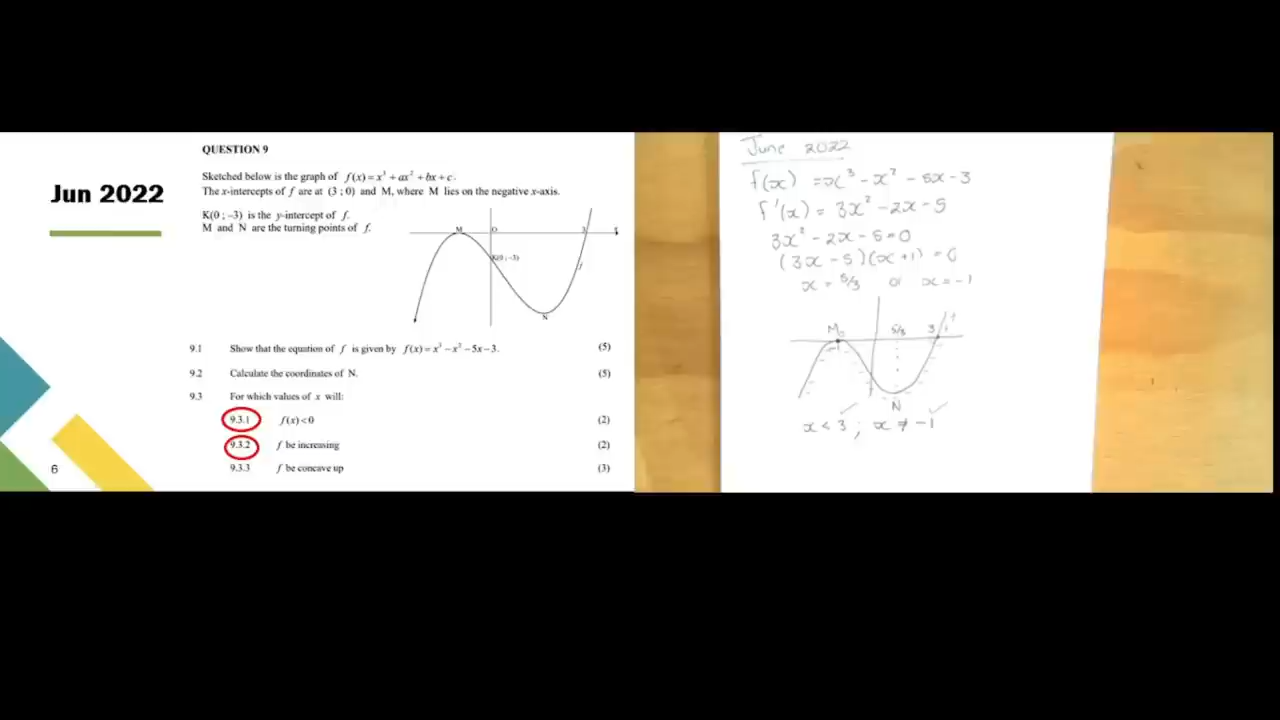 Jun 2022
6
QUESTION 9
Sketched below is the graph of f(x) = x³ + ax² + bx + c.
The x-intercepts of f are at (3 ; 0) and M, where M lies on the negative x-axis.
K(0 ; –3) is the y-intercept of f.
M and N are the turning points of f.
M O 3 x
K(0 ; –3)
f
N
9.1 Show that the equation of f is given by f(x) = x³ – x² – 5x – 3. (5)
9.2 Calculate the coordinates of N. (5)
9.3 For which values of x will:
9.3.1 f(x) < 0 (2)
9.3.2 f be increasing (2)
9.3.3 f be concave up (3)
June 2022
f(x) = x³ – x² – 5x – 3
f'(x) = 3x² – 2x – 5
3x² – 2x – 5 = 0
(3x – 5)(x + 1) = 0
x = 5/3 or x = –1
M 5/3 3
–1
N
x < 3 ; x ≠ –1